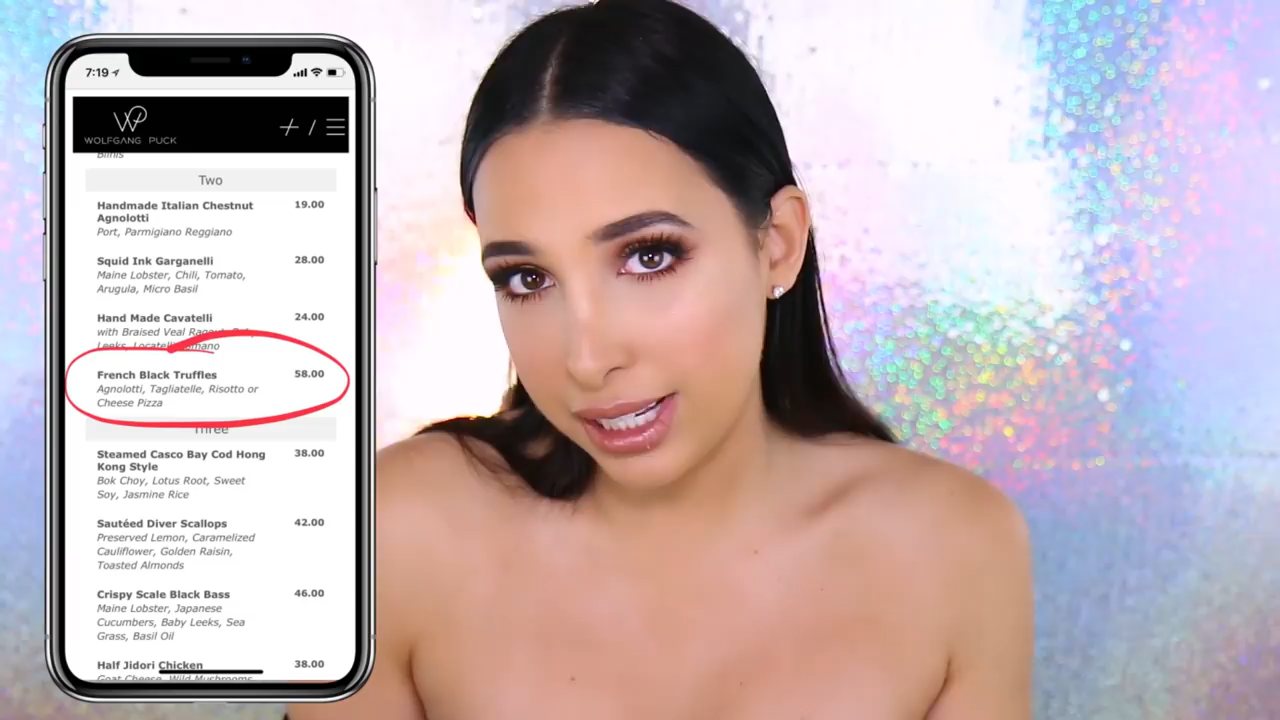 7:19
WOLFGANG PUCK
Blinis
Two
Handmade Italian Chestnut 19.00
Agnolotti
Port, Parmigiano Reggiano
Squid Ink Garganelli 28.00
Maine Lobster, Chili, Tomato,
Arugula, Micro Basil
Hand Made Cavatelli 24.00
with Braised Veal
Leeks,
French Black Truffles 58.00
Agnolotti, Tagliatelle, Risotto or
Cheese Pizza
Three
Steamed Casco Bay Cod Hong 38.00
Kong Style
Bok Choy, Lotus Root, Sweet
Soy, Jasmine Rice
Sautéed Diver Scallops 42.00
Preserved Lemon, Caramelized
Cauliflower, Golden Raisin,
Toasted Almonds
Crispy Scale Black Bass 46.00
Maine Lobster, Japanese
Cucumbers, Baby Leeks, Sea
Grass, Basil Oil
Half Jidori Chicken 38.00
Goat Cheese, Wild Mushrooms